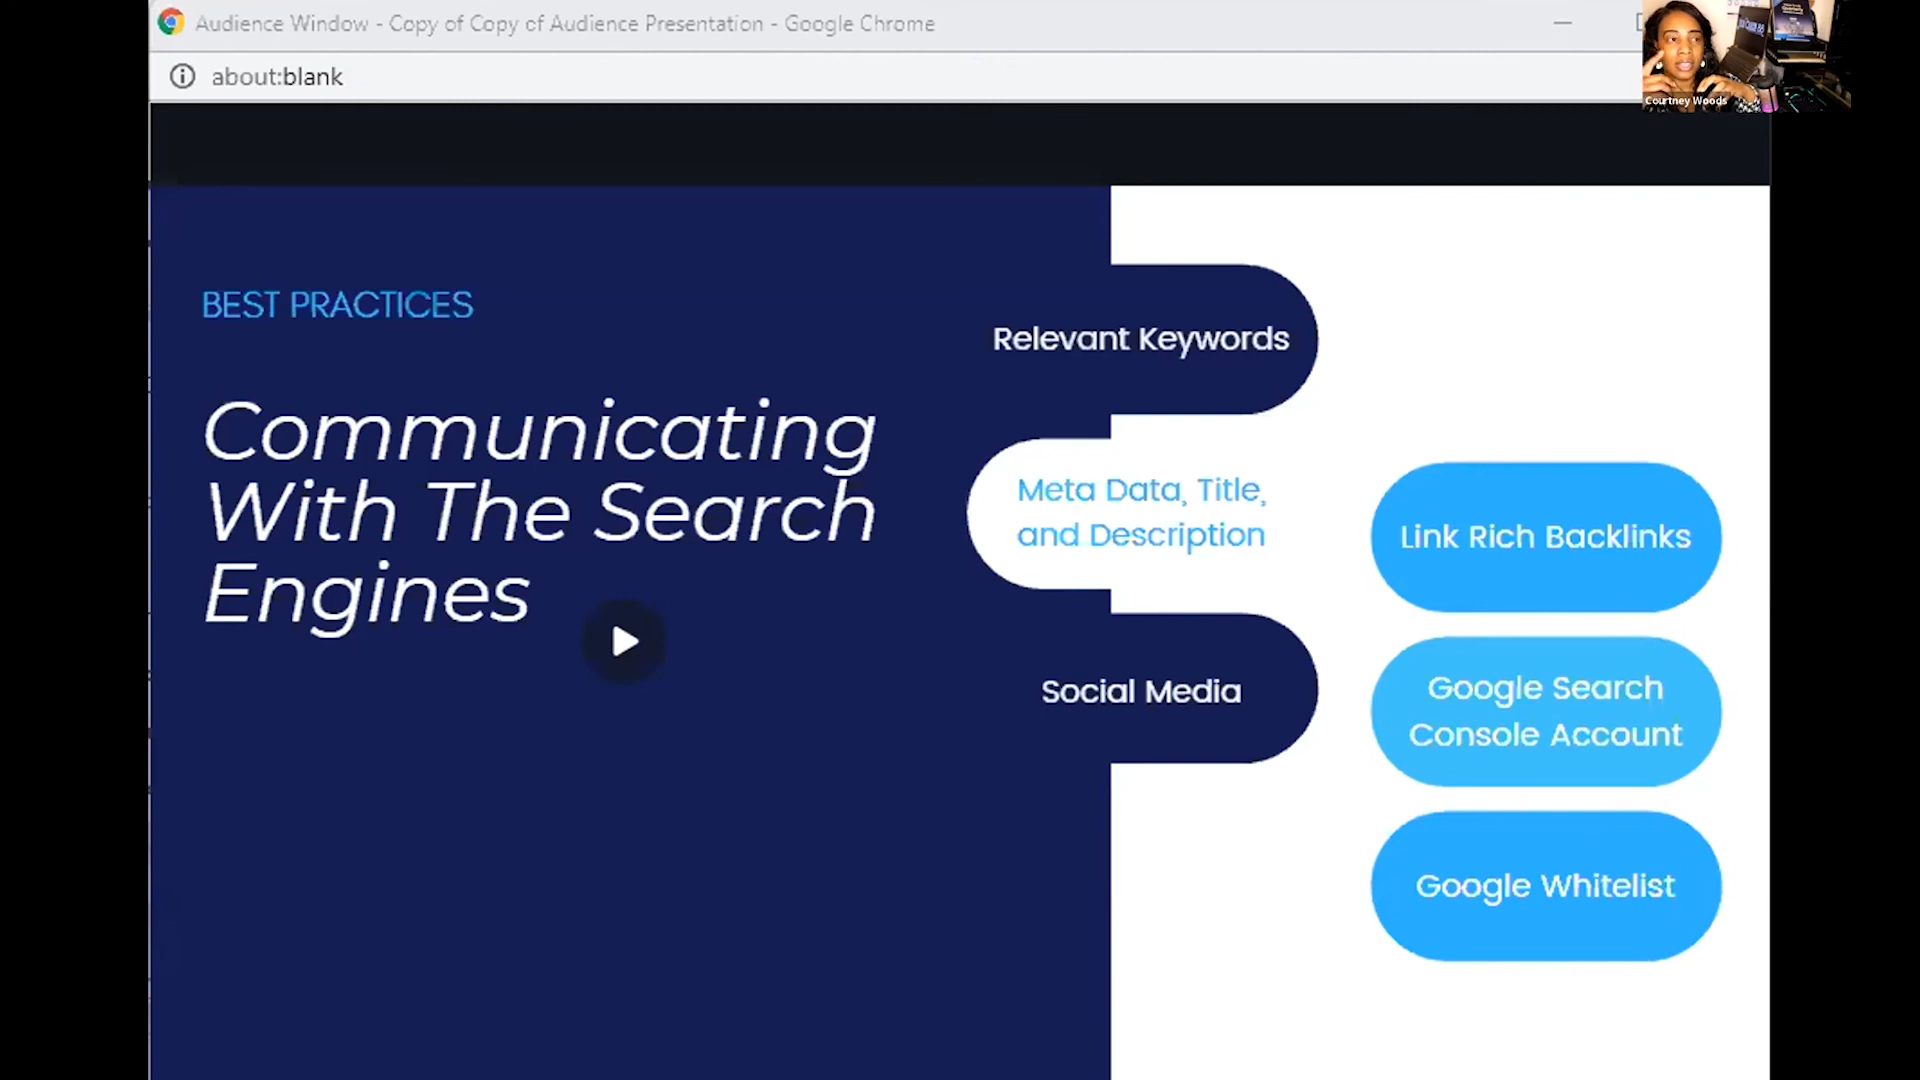 Audience Window - Copy of Copy of Audience Presentation - Google Chrome
about:blank
Courtney Woods
BEST PRACTICES
Communicating
With The Search
Engines
Relevant Keywords
Meta Data, Title,
and Description
Social Media
Link Rich Backlinks
Google Search
Console Account
Google Whitelist